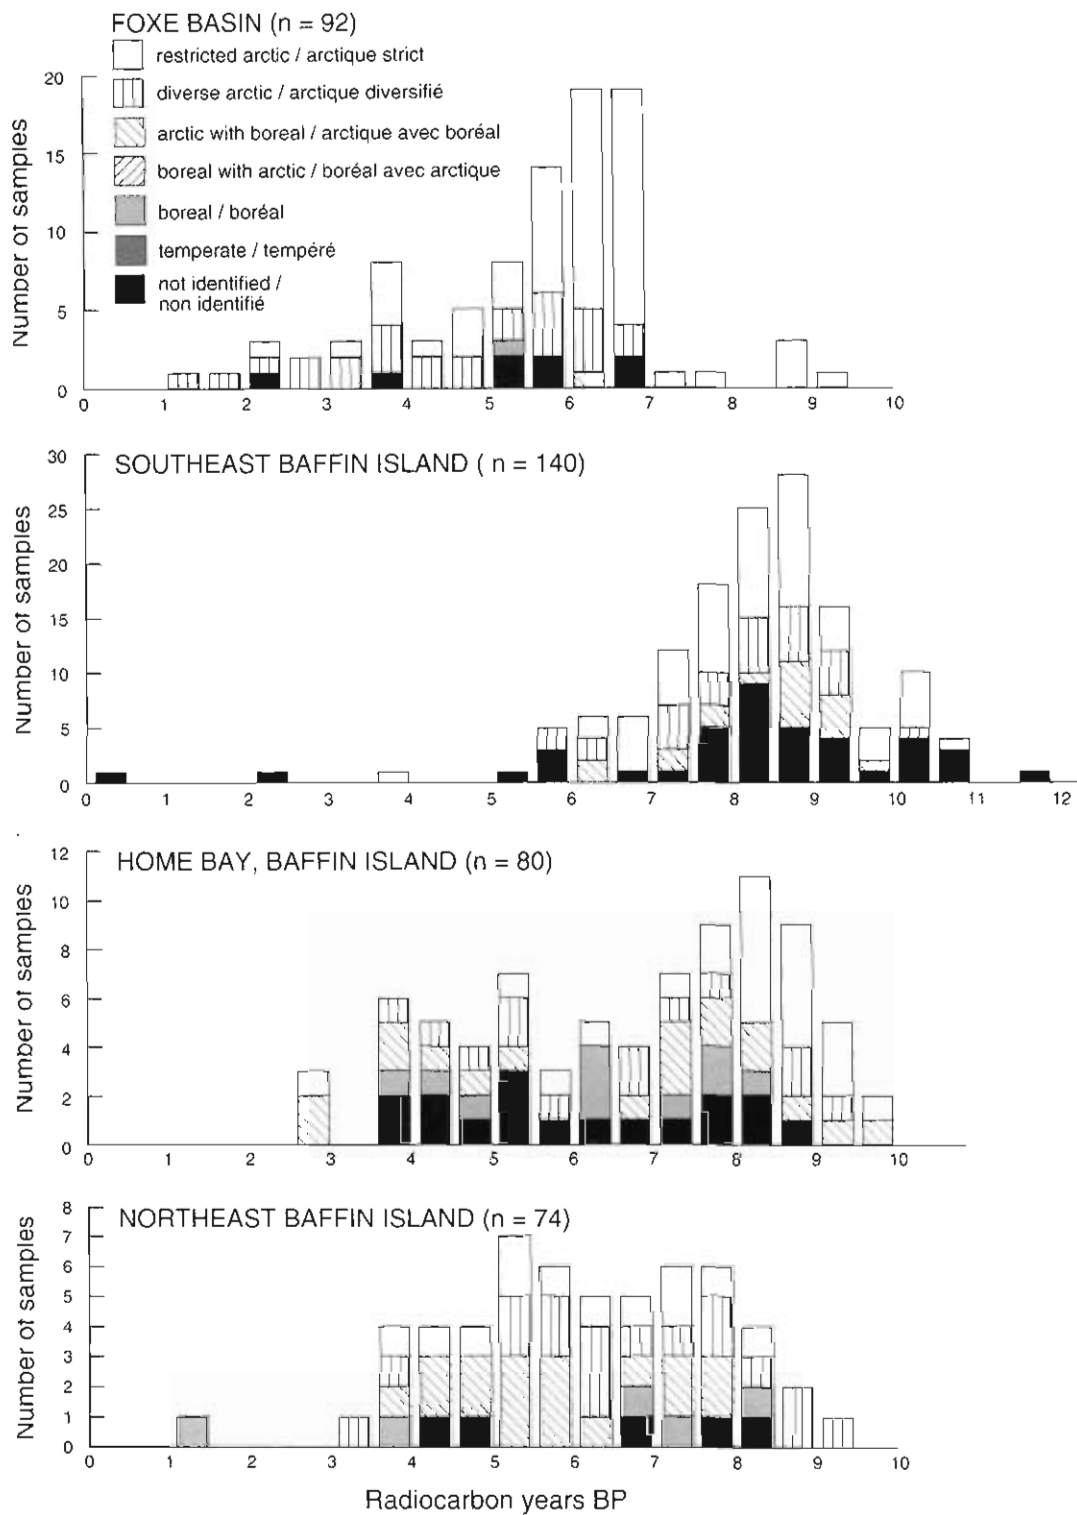 FOXE BASIN (n = 92)
restricted arctic / arctique strict
diverse arctic / arctique diversifié
arctic with boreal / arctique avec boréal
boreal with arctic / boréal avec arctique
boreal / boréal
temperate / tempéré
not identified /
non identifié
Number of samples
20
15
10
5
0
0 1 2 3 4 5 6 7 8 9 10
SOUTHEAST BAFFIN ISLAND ( n = 140)
Number of samples
30
25
20
15
10
5
0
0 1 2 3 4 5 6 7 8 9 10 11 12
HOME BAY, BAFFIN ISLAND (n = 80)
Number of samples
12
10
8
6
4
2
0
0 1 2 3 4 5 6 7 8 9 10
NORTHEAST BAFFIN ISLAND (n = 74)
Number of samples
8
7
6
5
4
3
2
1
0
0 1 2 3 4 5 6 7 8 9 10
Radiocarbon years BP